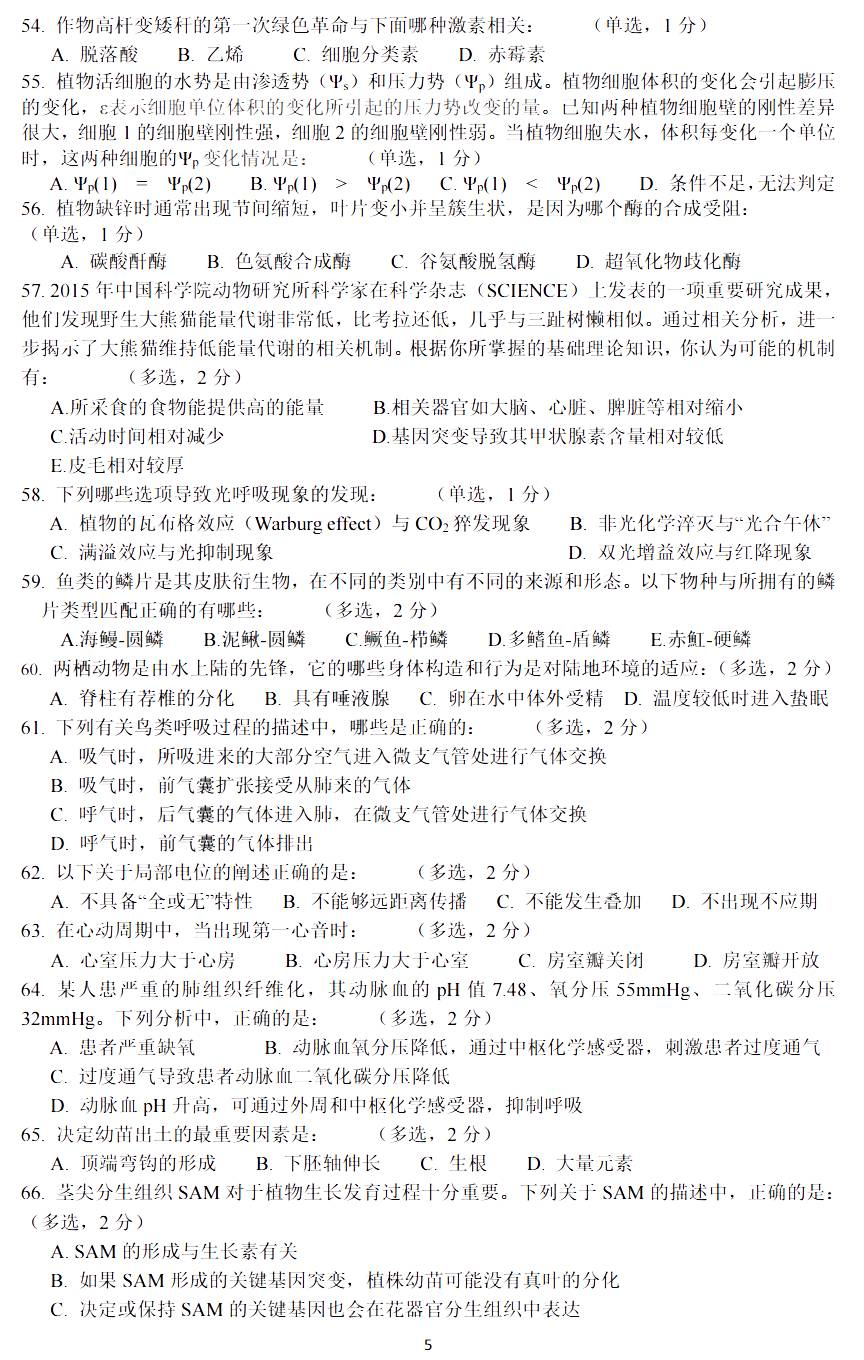 54. 作物高杆变矮秆的第一次绿色革命与下面哪种激素相关： （单选，1 分）
A. 脱落酸 B. 乙烯 C. 细胞分类素 D. 赤霉素
55. 植物活细胞的水势是由渗透势（Ψs）和压力势（Ψp）组成。植物细胞体积的变化会引起膨压
的变化，ε表示细胞单位体积的变化所引起的压力势改变的量。已知两种植物细胞壁的刚性差异
很大，细胞 1 的细胞壁刚性强，细胞 2 的细胞壁刚性弱。当植物细胞失水，体积每变化一个单位
时，这两种细胞的Ψp 变化情况是： （单选，1 分）
A. Ψp(1) = Ψp(2) B. Ψp(1) > Ψp(2) C. Ψp(1) < Ψp(2) D. 条件不足，无法判定
56. 植物缺锌时通常出现节间缩短，叶片变小并呈簇生状，是因为哪个酶的合成受阻：
（单选，1 分）
A. 碳酸酐酶 B. 色氨酸合成酶 C. 谷氨酸脱氢酶 D. 超氧化物歧化酶
57. 2015 年中国科学院动物研究所科学家在科学杂志（SCIENCE）上发表的一项重要研究成果，
他们发现野生大熊猫能量代谢非常低，比考拉还低，几乎与三趾树懒相似。通过相关分析，进一
步揭示了大熊猫维持低能量代谢的相关机制。根据你所掌握的基础理论知识，你认为可能的机制
有： （多选，2 分）
A.所采食的食物能提供高的能量 B.相关器官如大脑、心脏、脾脏等相对缩小
C.活动时间相对减少 D.基因突变导致其甲状腺素含量相对较低
E.皮毛相对较厚
58. 下列哪些选项导致光呼吸现象的发现： （单选，1 分）
A. 植物的瓦布格效应（Warburg effect）与 CO2 猝发现象 B. 非光化学淬灭与“光合午休”
C. 满溢效应与光抑制现象 D. 双光增益效应与红降现象
59. 鱼类的鳞片是其皮肤衍生物，在不同的类别中有不同的来源和形态。以下物种与所拥有的鳞
片类型匹配正确的有哪些： （多选，2 分）
A.海鳗-圆鳞 B.泥鳅-圆鳞 C.鳜鱼-栉鳞 D.多鳍鱼-盾鳞 E.赤魟-硬鳞
60. 两栖动物是由水上陆的先锋，它的哪些身体构造和行为是对陆地环境的适应：（多选，2 分）
A. 脊柱有荐椎的分化 B. 具有唾液腺 C. 卵在水中体外受精 D. 温度较低时进入蛰眠
61. 下列有关鸟类呼吸过程的描述中，哪些是正确的： （多选，2 分）
A. 吸气时，所吸进来的大部分空气进入微支气管处进行气体交换
B. 吸气时，前气囊扩张接受从肺来的气体
C. 呼气时，后气囊的气体进入肺，在微支气管处进行气体交换
D. 呼气时，前气囊的气体排出
62. 以下关于局部电位的阐述正确的是： （多选，2 分）
A. 不具备“全或无”特性 B. 不能够远距离传播 C. 不能发生叠加 D. 不出现不应期
63. 在心动周期中，当出现第一心音时： （多选，2 分）
A. 心室压力大于心房 B. 心房压力大于心室 C. 房室瓣关闭 D. 房室瓣开放
64. 某人患严重的肺组织纤维化，其动脉血的 pH 值 7.48、氧分压 55mmHg、二氧化碳分压
32mmHg。下列分析中，正确的是： （多选，2 分）
A. 患者严重缺氧 B. 动脉血氧分压降低，通过中枢化学感受器，刺激患者过度通气
C. 过度通气导致患者动脉血二氧化碳分压降低
D. 动脉血 pH 升高，可通过外周和中枢化学感受器，抑制呼吸
65. 决定幼苗出土的最重要因素是： （多选，2 分）
A. 顶端弯钩的形成 B. 下胚轴伸长 C. 生根 D. 大量元素
66. 茎尖分生组织 SAM 对于植物生长发育过程十分重要。下列关于 SAM 的描述中，正确的是：
（多选，2 分）
A. SAM 的形成与生长素有关
B. 如果 SAM 形成的关键基因突变，植株幼苗可能没有真叶的分化
C. 决定或保持 SAM 的关键基因也会在花器官分生组织中表达
5